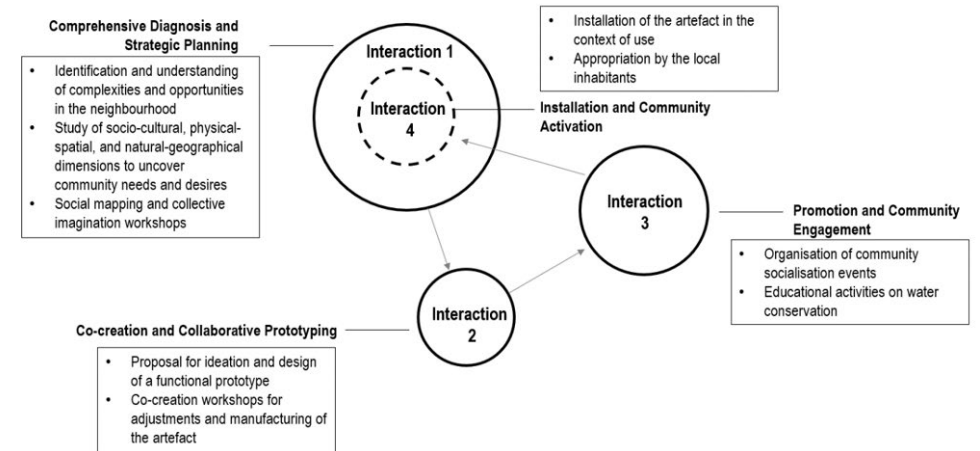 Comprehensive Diagnosis and
Strategic Planning
• Identification and understanding
of complexities and opportunities
in the neighbourhood
• Study of socio-cultural, physical-
spatial, and natural-geographical
dimensions to uncover
community needs and desires
• Social mapping and collective
imagination workshops
Interaction 1
Interaction
4
• Installation of the artefact in the
context of use
• Appropriation by the local
inhabitants
Installation and Community
Activation
Interaction
3
Promotion and Community
Engagement
• Organisation of community
socialisation events
• Educational activities on water
conservation
Interaction
2
Co-creation and Collaborative Prototyping
• Proposal for ideation and design
of a functional prototype
• Co-creation workshops for
adjustments and manufacturing of
the artefact